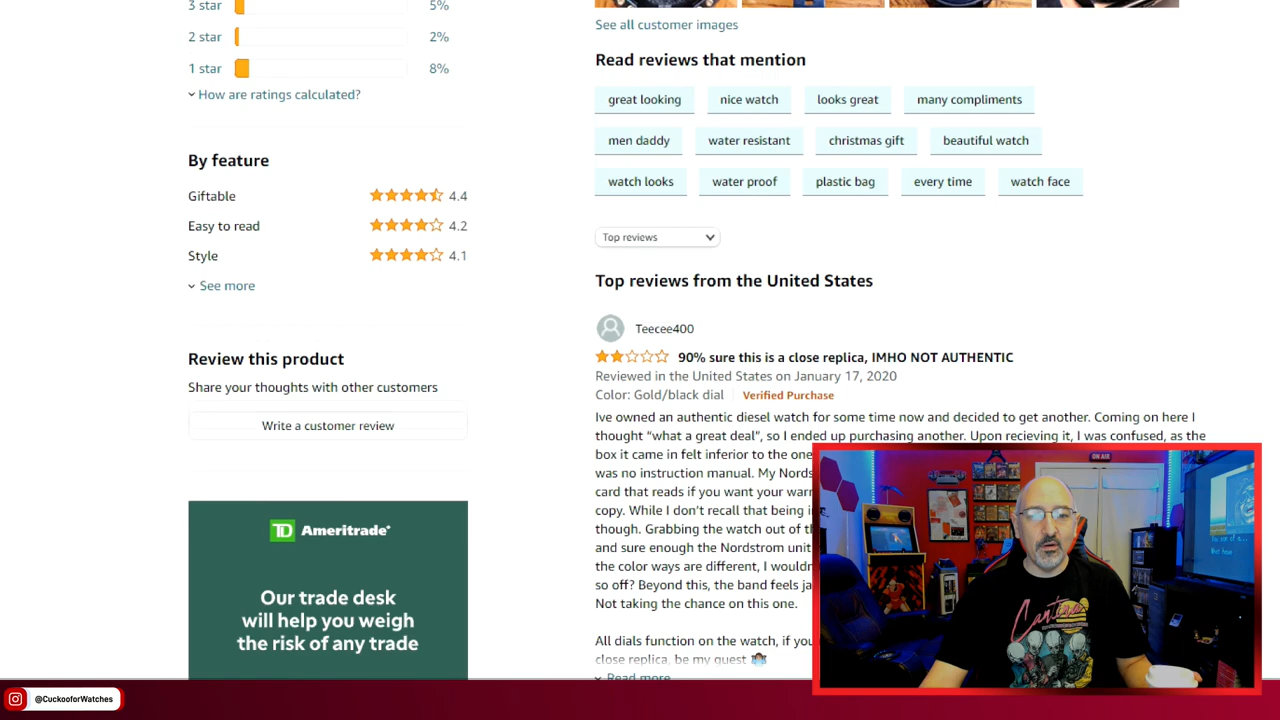 3 star 5%
2 star 2%
1 star 8%
How are ratings calculated?
By feature
Giftable 4.4
Easy to read 4.2
Style 4.1
See more
Review this product
Share your thoughts with other customers
Write a customer review
TD Ameritrade
Our trade desk
will help you weigh
the risk of any trade
See all customer images
Read reviews that mention
great looking nice watch looks great many compliments
men daddy water resistant christmas gift beautiful watch
watch looks water proof plastic bag every time watch face
Top reviews
Top reviews from the United States
Teecee400
90% sure this is a close replica, IMHO NOT AUTHENTIC
Reviewed in the United States on January 17, 2020
Color: Gold/black dial Verified Purchase
Ive owned an authentic diesel watch for some time now and decided to get another. Coming on here I
thought “what a great deal”, so I ended up purchasing another. Upon recieving it, I was confused, as the
box it came in felt inferior to the one
was no instruction manual. My Nords
card that reads if you want your warr
copy. While I don't recall that being i
though. Grabbing the watch out of th
and sure enough the Nordstrom unit
the color ways are different, I wouldn
so off? Beyond this, the band feels ja
Not taking the chance on this one.
All dials function on the watch, if you
close replica, be my guest
Read more
ON AIR
Cantina
@CuckooforWatches